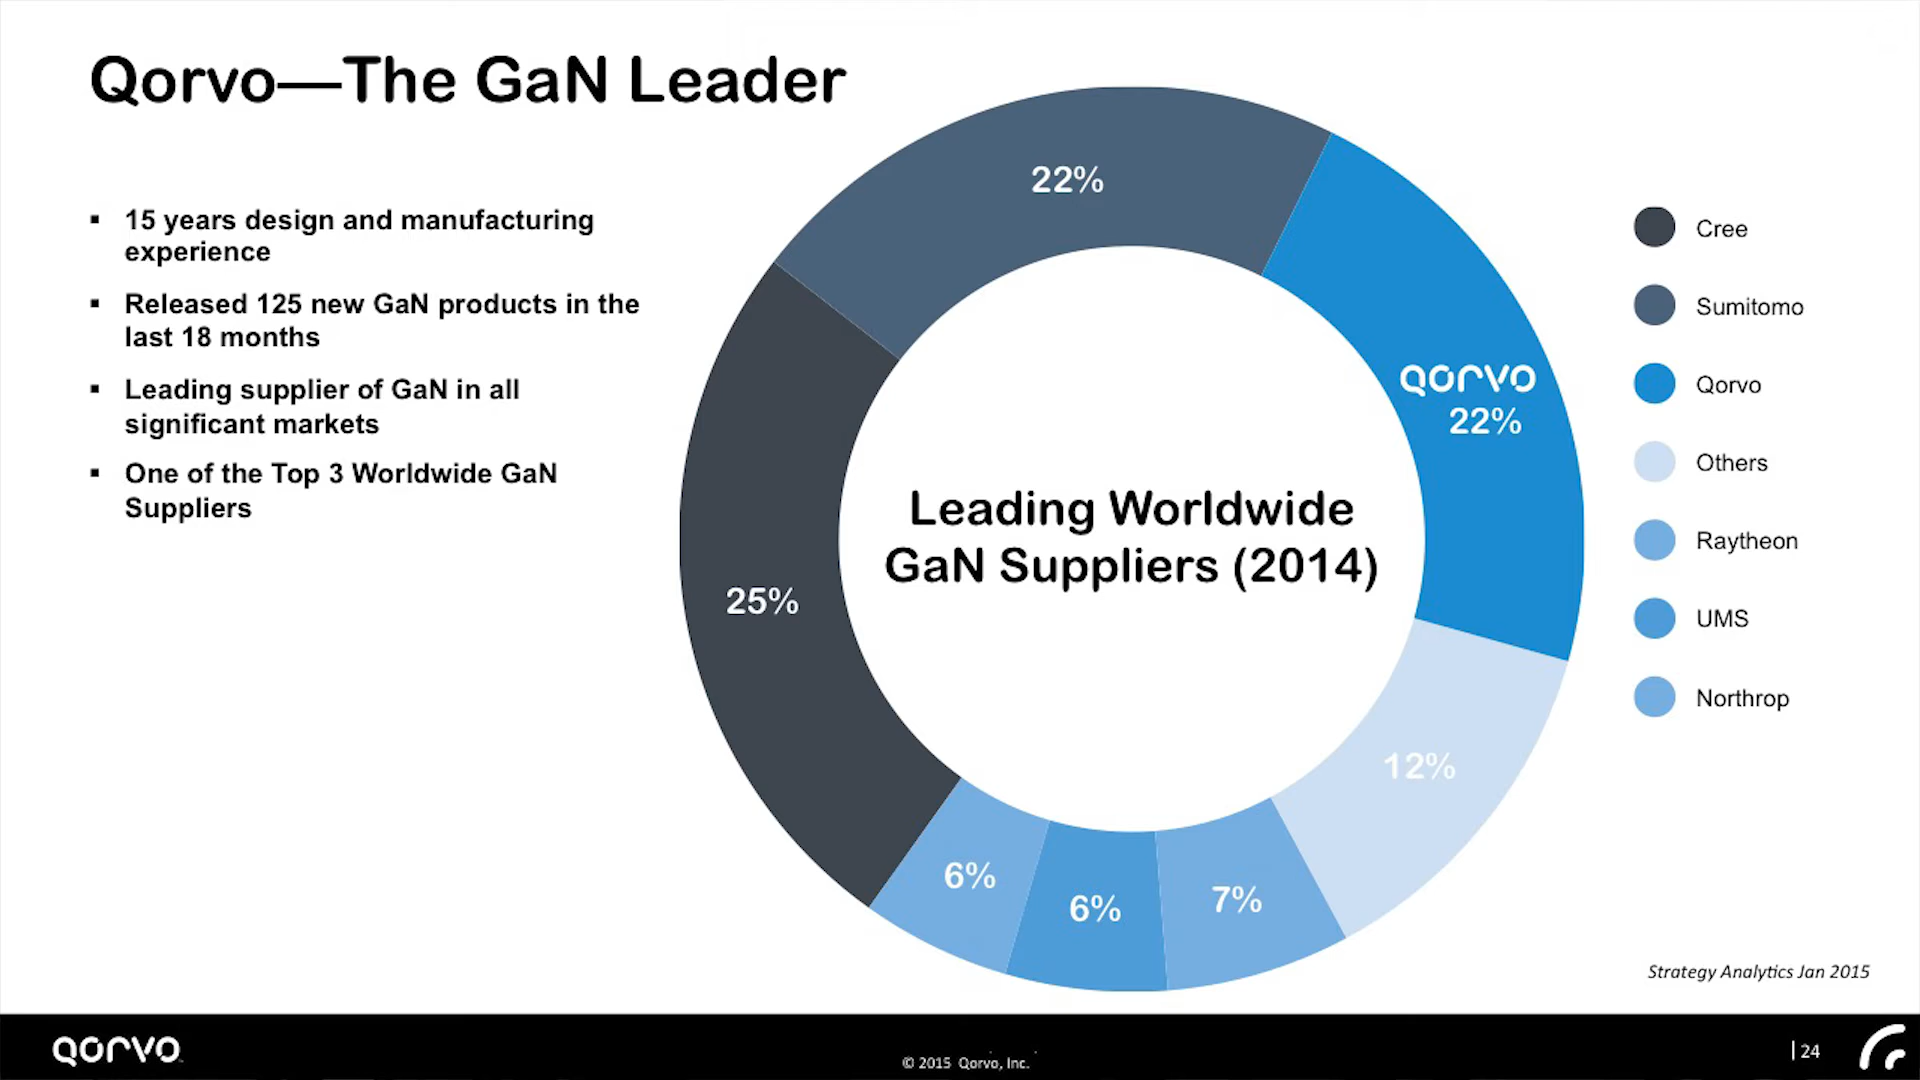 Qorvo—The GaN Leader
▪ 15 years design and manufacturing
experience
▪ Released 125 new GaN products in the
last 18 months
▪ Leading supplier of GaN in all
significant markets
▪ One of the Top 3 Worldwide GaN
Suppliers
22%
QORVO
22%
25%
12%
6%
6%
7%
Leading Worldwide
GaN Suppliers (2014)
Cree
Sumitomo
Qorvo
Others
Raytheon
UMS
Northrop
Strategy Analytics Jan 2015
QORVO
© 2015 Qorvo, Inc.
| 24